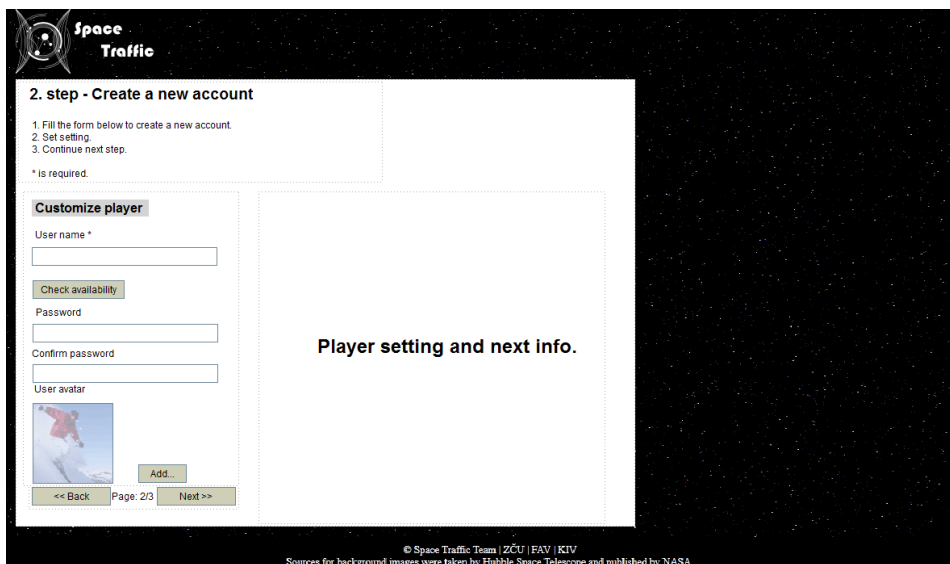 Space
Traffic
2. step - Create a new account
1. Fill the form below to create a new account.
2. Set setting.
3. Continue next step.
* is required.
Customize player
User name *
Check availability
Password
Confirm password
User avatar
Add...
<< Back Page: 2/3 Next >>
Player setting and next info.
© Space Traffic Team | ZČU | FAV | KIV
Sources for background images were taken by Hubble Space Telescope and published by NASA